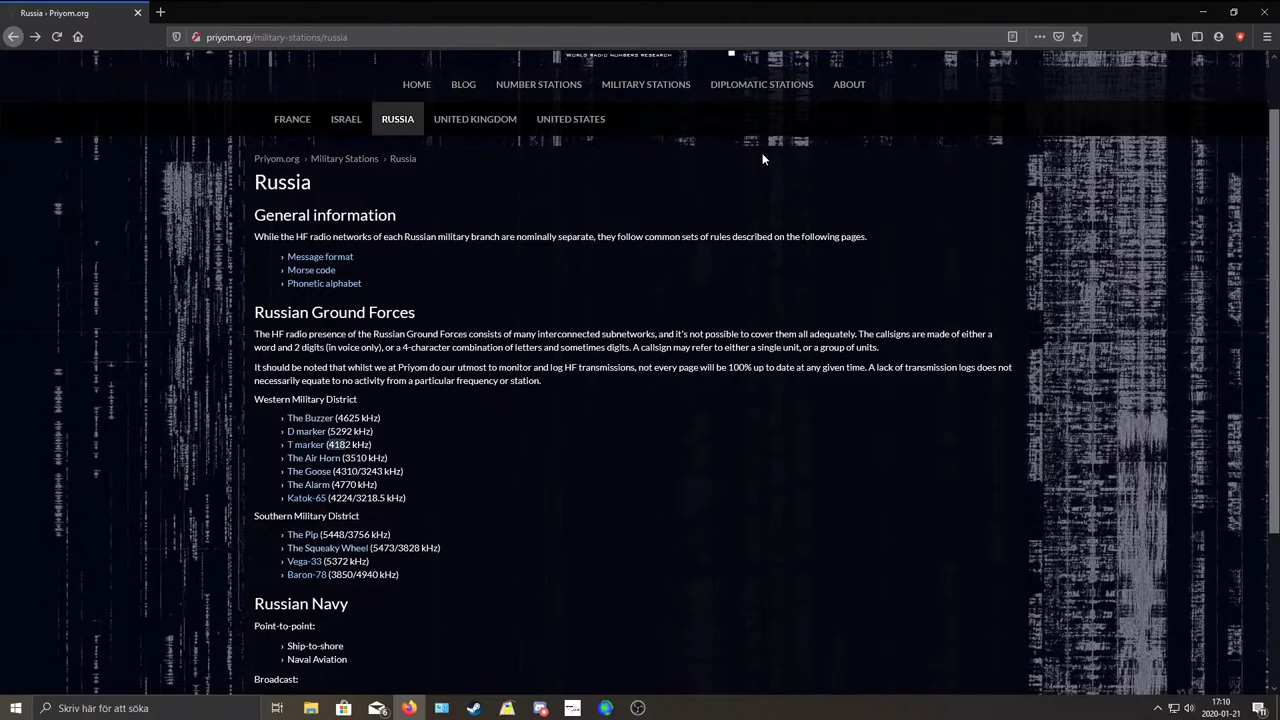 Russia › Priyom.org
priyom.org/military-stations/russia
WORLD RADIO NUMBERS RESEARCH
HOME BLOG NUMBER STATIONS MILITARY STATIONS DIPLOMATIC STATIONS ABOUT
FRANCE ISRAEL RUSSIA UNITED KINGDOM UNITED STATES
Priyom.org › Military Stations › Russia
Russia
General information
While the HF radio networks of each Russian military branch are nominally separate, they follow common sets of rules described on the following pages.
› Message format
› Morse code
› Phonetic alphabet
Russian Ground Forces
The HF radio presence of the Russian Ground Forces consists of many interconnected subnetworks, and it's not possible to cover them all adequately. The callsigns are made of either a
word and 2 digits (in voice only), or a 4-character combination of letters and sometimes digits. A callsign may refer to either a single unit, or a group of units.
It should be noted that whilst we at Priyom do our utmost to monitor and log HF transmissions, not every page will be 100% up to date at any given time. A lack of transmission logs does not
necessarily equate to no activity from a particular frequency or station.
Western Military District
› The Buzzer (4625 kHz)
› D marker (5292 kHz)
› T marker (4182 kHz)
› The Air Horn (3510 kHz)
› The Goose (4310/3243 kHz)
› The Alarm (4770 kHz)
› Katok-65 (4224/3218.5 kHz)
Southern Military District
› The Pip (5448/3756 kHz)
› The Squeaky Wheel (5473/3828 kHz)
› Vega-33 (5372 kHz)
› Baron-78 (3850/4940 kHz)
Russian Navy
Point-to-point:
› Ship-to-shore
› Naval Aviation
Broadcast:
Skriv här för att söka
17:10
2020-01-21